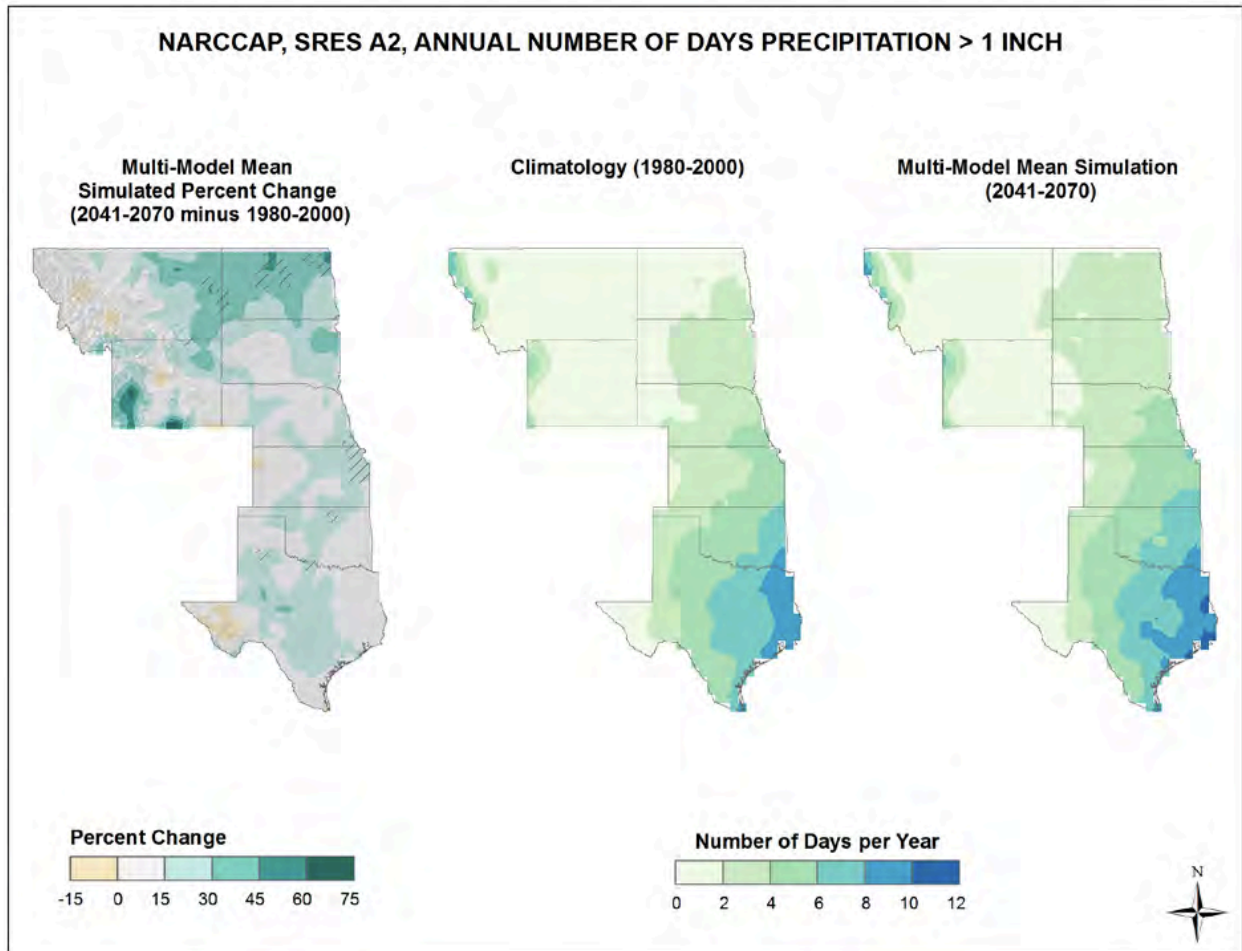 NARCCAP, SRES A2, ANNUAL NUMBER OF DAYS PRECIPITATION > 1 INCH
Multi-Model Mean
Simulated Percent Change
(2041-2070 minus 1980-2000)
Climatology (1980-2000)
Multi-Model Mean Simulation
(2041-2070)
Percent Change
-15 0 15 30 45 60 75
Number of Days per Year
0 2 4 6 8 10 12
N